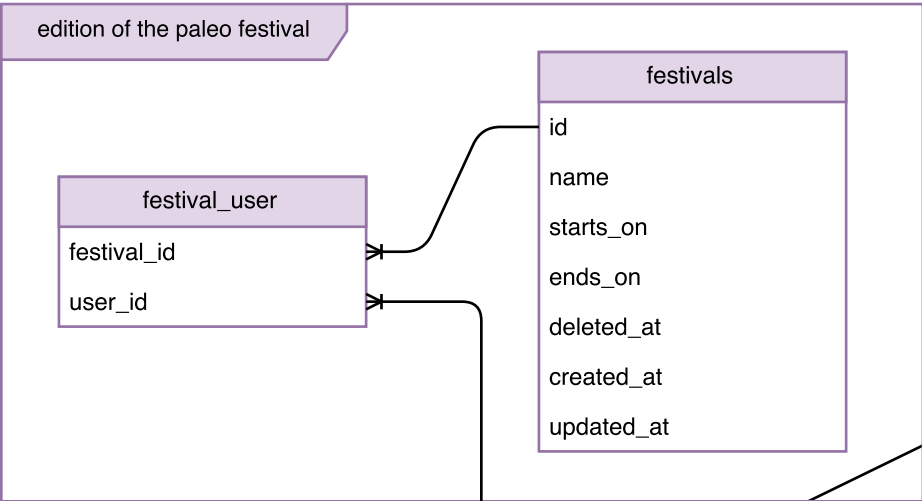 edition of the paleo festival
festivals
id
name
starts_on
ends_on
deleted_at
created_at
updated_at
festival_user
festival_id
user_id